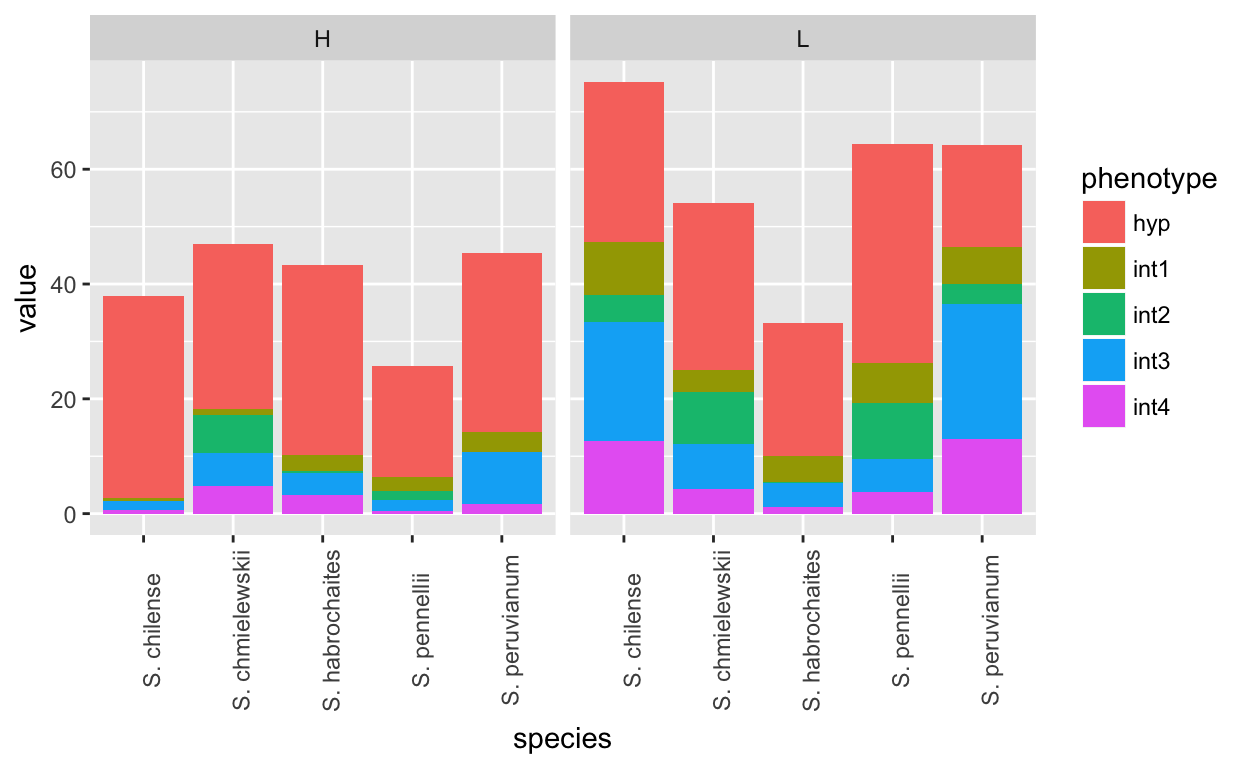 H
L
value
60
40
20
0
S. chilense
S. chmielewskii
S. habrochaites
S. pennellii
S. peruvianum
S. chilense
S. chmielewskii
S. habrochaites
S. pennellii
S. peruvianum
species
phenotype
hyp
int1
int2
int3
int4